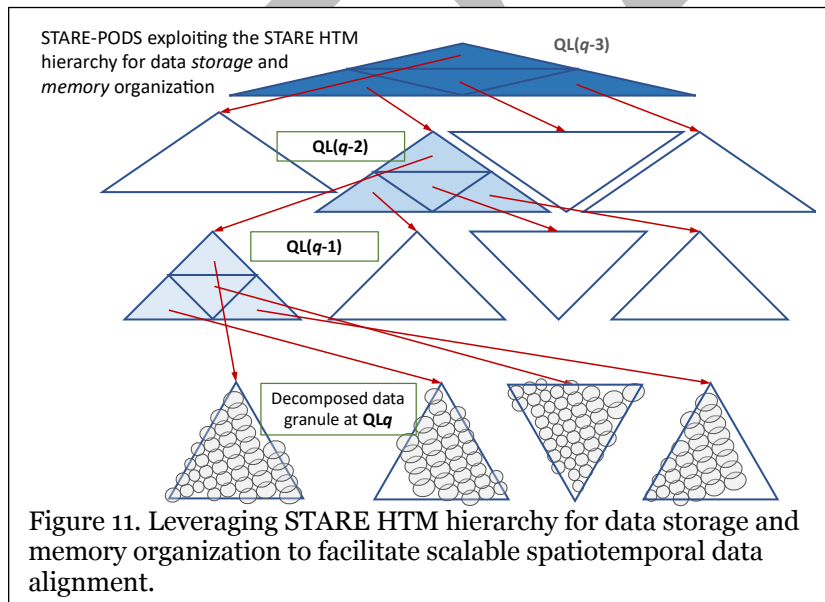 STARE-PODS exploiting the STARE HTM
hierarchy for data storage and
memory organization
QL(q-3)
QL(q-2)
QL(q-1)
Decomposed data
granule at QLq
Figure 11. Leveraging STARE HTM hierarchy for data storage and
memory organization to facilitate scalable spatiotemporal data
alignment.